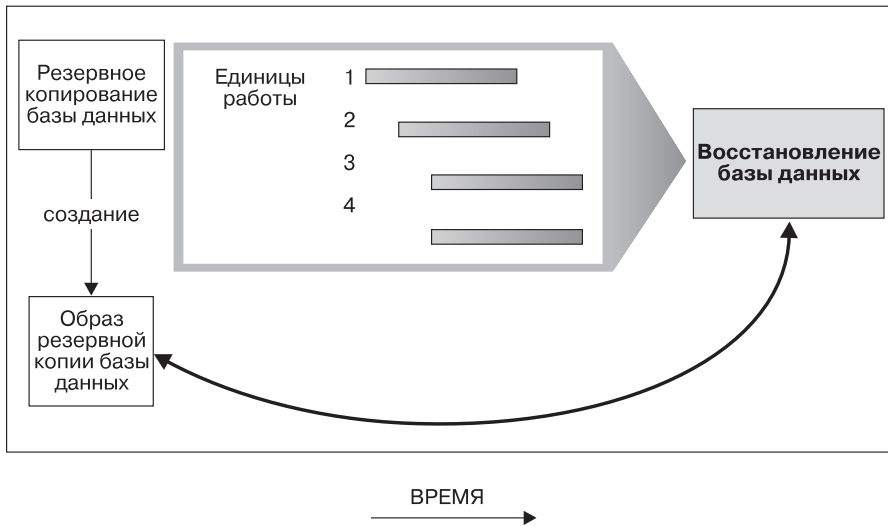 Резервное
копирование
базы данных
создание
Образ
резервной
копии базы
данных
Единицы
работы
1
2
3
4
Восстановление
базы данных
ВРЕМЯ